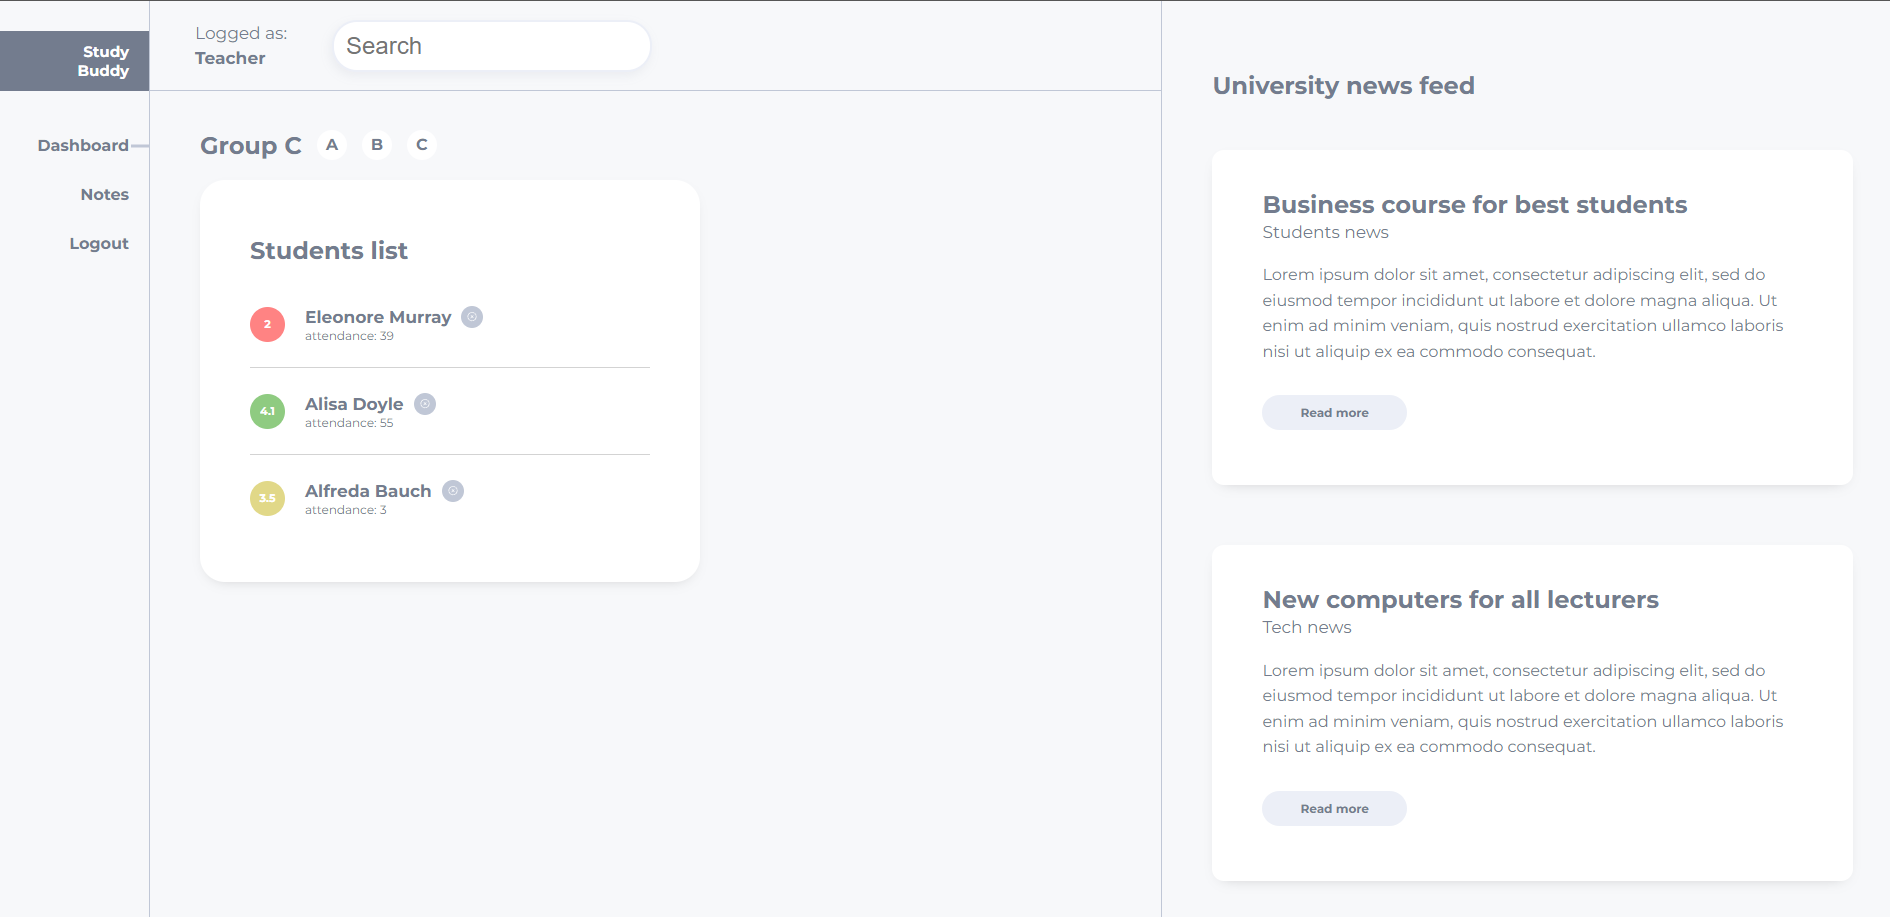 Study
Buddy
Dashboard
Notes
Logout
Logged as:
Teacher
Search
Group C
A
B
C
Students list
2
Eleonore Murray
attendance: 39
4.1
Alisa Doyle
attendance: 55
3.5
Alfreda Bauch
attendance: 3
University news feed
Business course for best students
Students news
Lorem ipsum dolor sit amet, consectetur adipiscing elit, sed do
eiusmod tempor incididunt ut labore et dolore magna aliqua. Ut
enim ad minim veniam, quis nostrud exercitation ullamco laboris
nisi ut aliquip ex ea commodo consequat.
Read more
New computers for all lecturers
Tech news
Lorem ipsum dolor sit amet, consectetur adipiscing elit, sed do
eiusmod tempor incididunt ut labore et dolore magna aliqua. Ut
enim ad minim veniam, quis nostrud exercitation ullamco laboris
nisi ut aliquip ex ea commodo consequat.
Read more